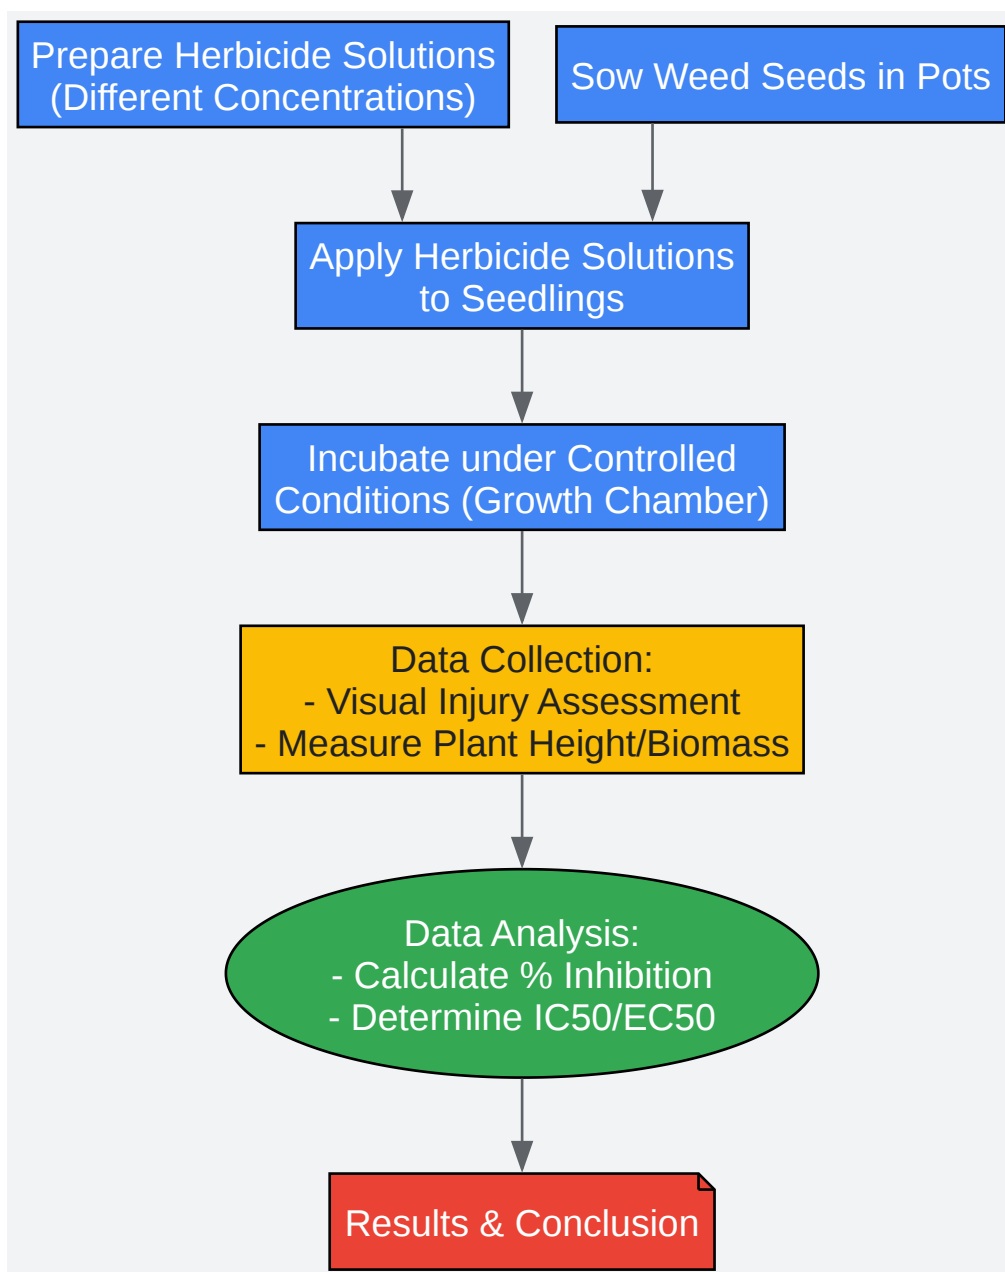 Prepare Herbicide Solutions
(Different Concentrations)
Sow Weed Seeds in Pots
Apply Herbicide Solutions
to Seedlings
Incubate under Controlled
Conditions (Growth Chamber)
Data Collection:
- Visual Injury Assessment
- Measure Plant Height/Biomass
Data Analysis:
- Calculate % Inhibition
- Determine IC50/EC50
Results & Conclusion